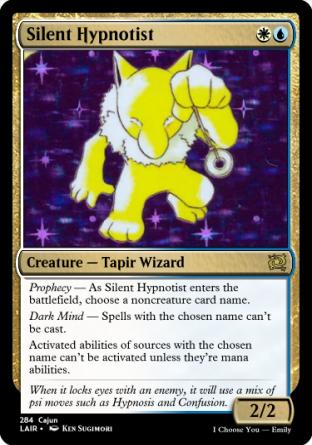 Silent Hypnotist
Creature — Tapir Wizard
Prophecy — As Silent Hypnotist enters the
battlefield, choose a noncreature card name.
Dark Mind — Spells with the chosen name can't
be cast.
Activated abilities of sources with the chosen
name can't be activated unless they're mana
abilities.
When it locks eyes with an enemy, it will use a mix of
psi moves such as Hypnosis and Confusion.
2/2
284 Cajun
LAIR • Ken Sugimori
I Choose You — Emily